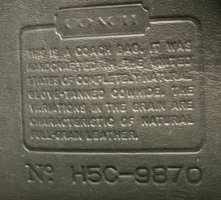 COACH
THIS IS A COACH BAG. IT WAS
HANDCRAFTED IN THE UNITED
STATES OF COMPLETELY NATURAL
GLOVE-TANNED COWHIDE. THE
VARIATIONS IN THE GRAIN ARE
CHARACTERISTIC OF NATURAL
FULL-GRAIN LEATHER.
No H5C-9870